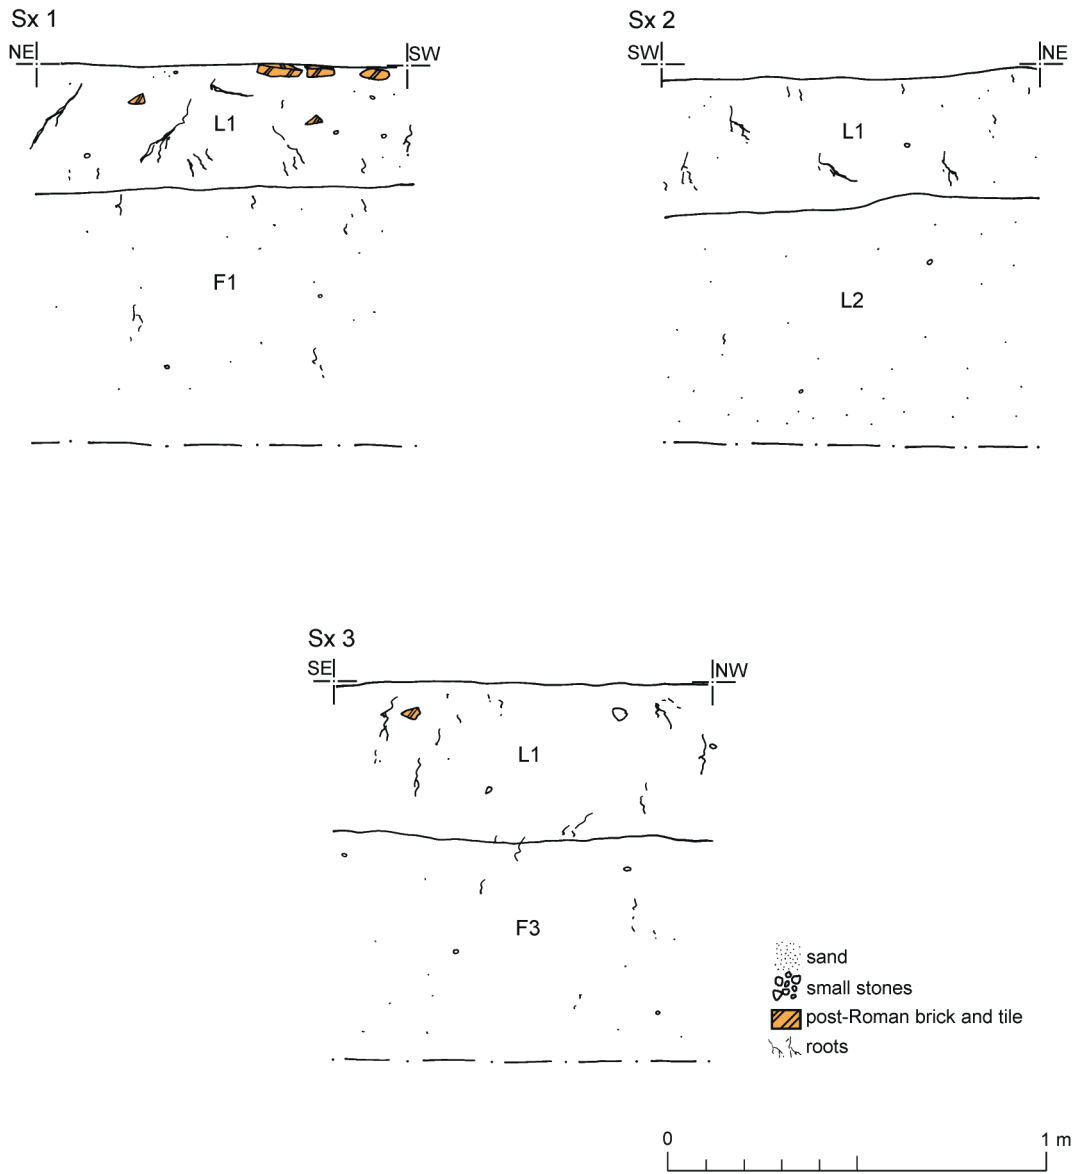 Sx 1
NE SW
L1
F1
Sx 2
SW NE
L1
L2
Sx 3
SE NW
L1
F3
sand
small stones
post-Roman brick and tile
roots
0 1 m